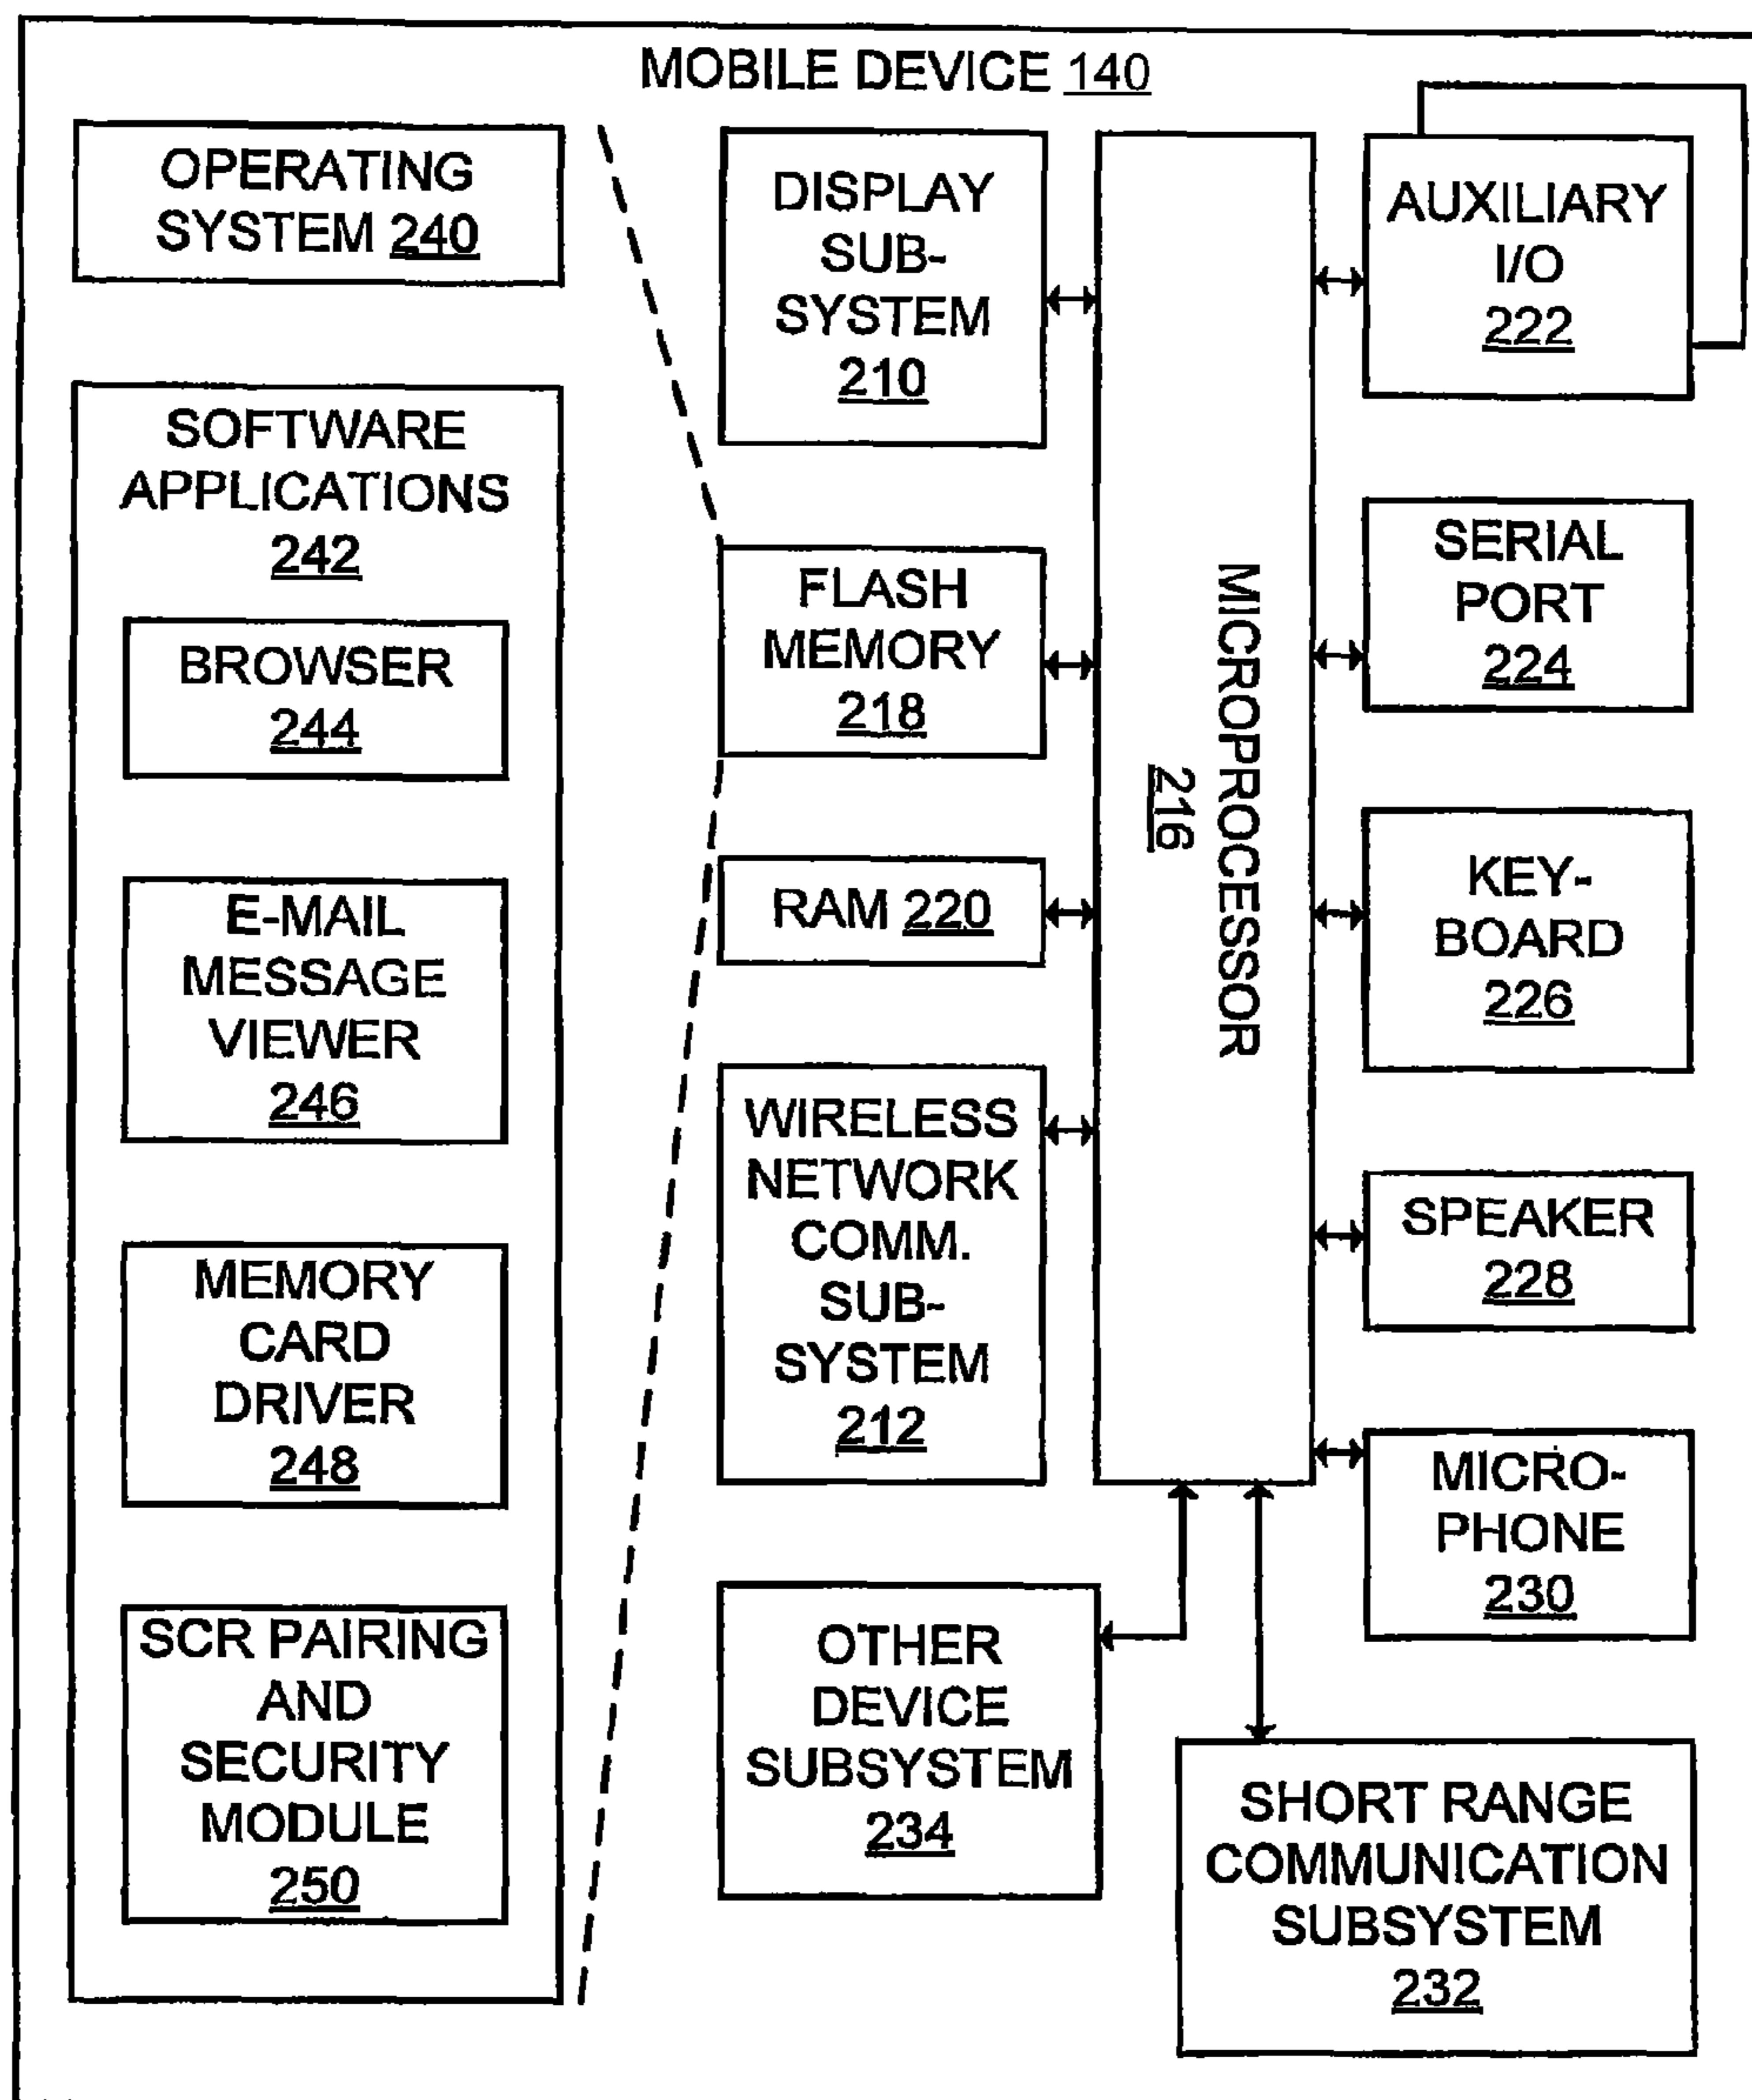 MOBILE DEVICE 140
OPERATING
SYSTEM 240
SOFTWARE
APPLICATIONS
242
BROWSER
244
E-MAIL
MESSAGE
VIEWER
246
MEMORY
CARD
DRIVER
248
SCR PAIRING
AND
SECURITY
MODULE
250
DISPLAY
SUB-
SYSTEM
210
FLASH
MEMORY
218
RAM 220
WIRELESS
NETWORK
COMM.
SUB-
SYSTEM
212
OTHER
DEVICE
SUBSYSTEM
234
MICROPROCESSOR
216
AUXILIARY
I/O
222
SERIAL
PORT
224
KEY-
BOARD
226
SPEAKER
228
MICRO-
PHONE
230
SHORT RANGE
COMMUNICATION
SUBSYSTEM
232